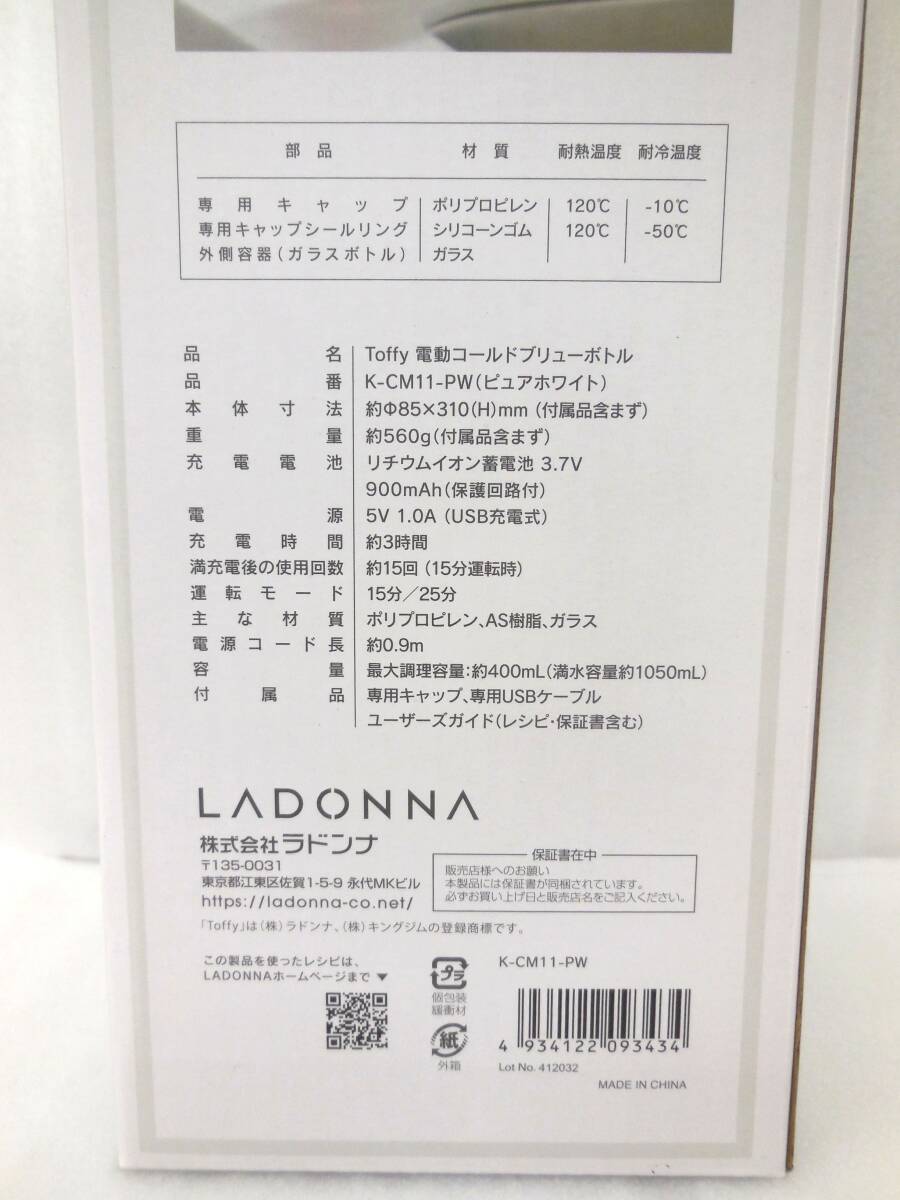 部品 材質 耐熱温度 耐冷温度
専用キャップ ポリプロピレン 120℃ -10℃
専用キャップシールリング シリコーンゴム 120℃ -50℃
外側容器(ガラスボトル) ガラス
品名 Toffy 電動コールドブリューボトル
品番 K-CM11-PW(ピュアホワイト)
本体寸法 約Φ85×310(H)mm (付属品含まず)
重量 約560g(付属品含まず)
充電電池 リチウムイオン蓄電池 3.7V
900mAh(保護回路付)
電源 5V 1.0A (USB充電式)
充電時間 約3時間
満充電後の使用回数 約15回 (15分運転時)
運転モード 15分/25分
主な材質 ポリプロピレン、AS樹脂、ガラス
電源コード長 約0.9m
容量 最大調理容量:約400mL(満水容量約1050mL)
付属品 専用キャップ、専用USBケーブル
ユーザーズガイド(レシピ・保証書含む)
LADONNA
株式会社ラドンナ
〒135-0031
東京都江東区佐賀1-5-9 永代MKビル
https://ladonna-co.net/
保証書在中
販売店様へのお願い
本製品には保証書が同梱されています。
必ずお買い上げ日と販売店名をご記入ください。
「Toffy」は(株)ラドンナ、(株)キングジムの登録商標です。
この製品を使ったレシピは、
LADONNAホームページまで ▼
プラ
個包装
緩衝材
紙
外箱
K-CM11-PW
4 934122 093434
Lot No. 412032
MADE IN CHINA